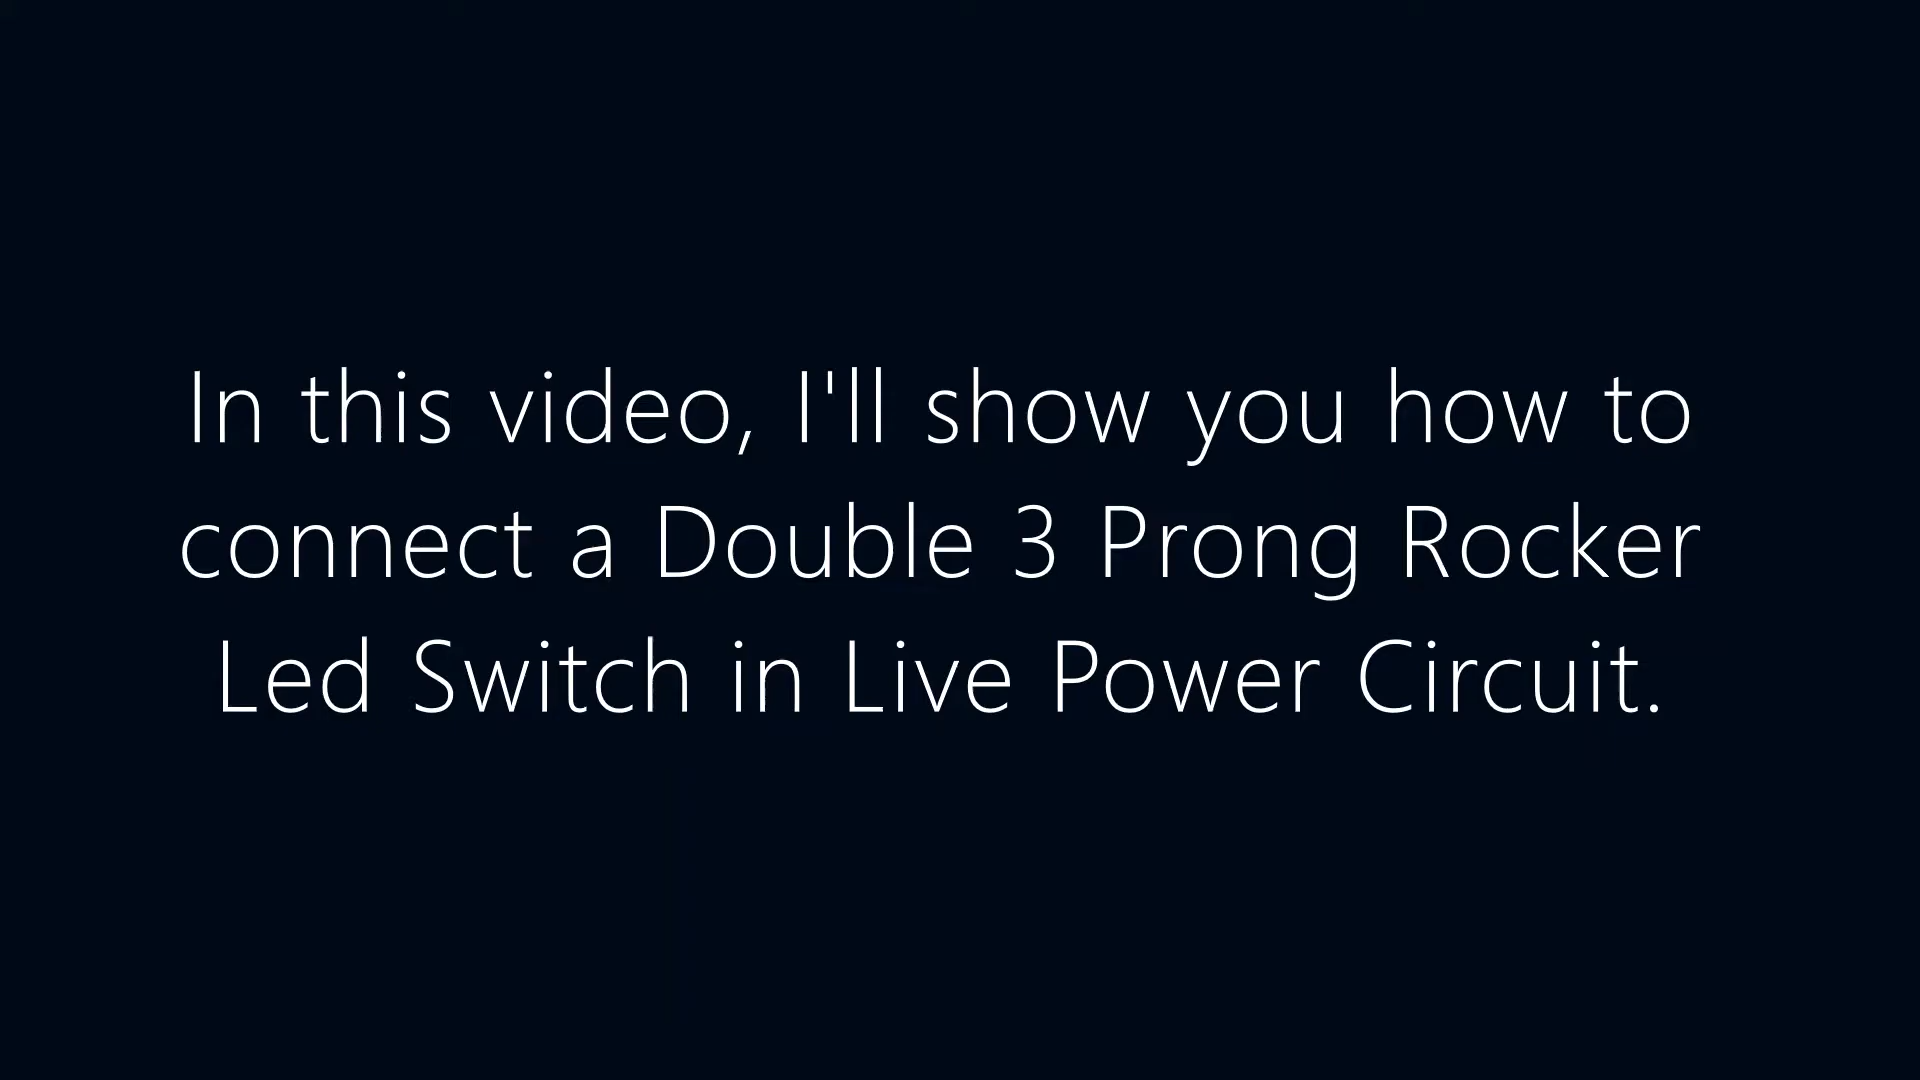 In this video, I'll show you how to
connect a Double 3 Prong Rocker
Led Switch in Live Power Circuit.